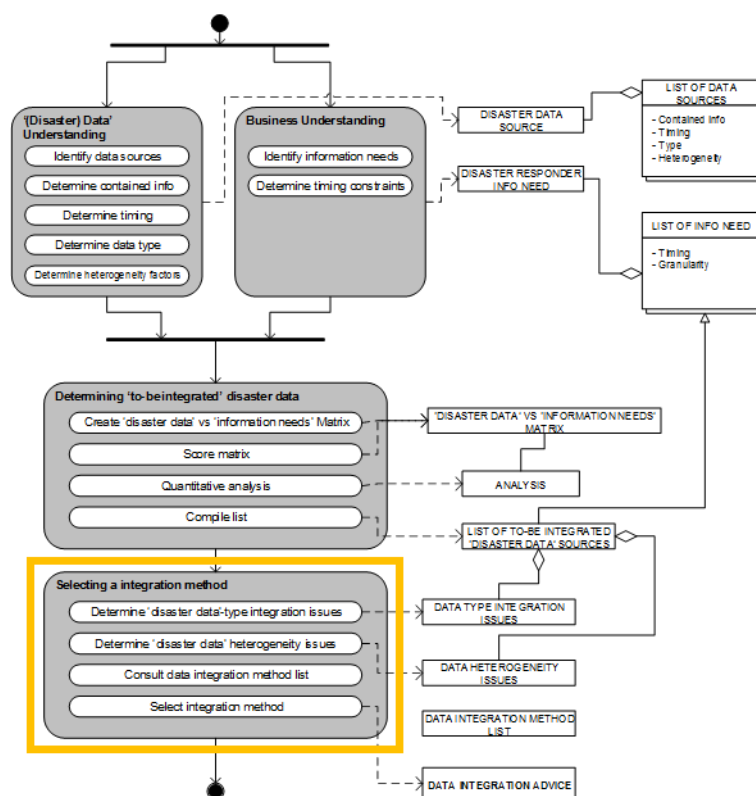 '(Disaster) Data'
Understanding
Identify data sources
Determine contained info
Determine timing
Determine data type
Determine heterogeneity factors
Business Understanding
Identify information needs
Determine timing constraints
DISASTER DATA
SOURCE
DISASTER RESPONDER
INFO NEED
LIST OF DATA
SOURCES
- Contained info
- Timing
- Type
- Heterogeneity
LIST OF INFO NEED
- Timing
- Granularity
Determining 'to-be integrated' disaster data
Create 'disaster data' vs 'information needs' Matrix
Score matrix
Quantitative analysis
Compile list
'DISASTER DATA' VS 'INFORMATION NEEDS'
MATRIX
ANALYSIS
LIST OF TO-BE INTEGRATED
'DISASTER DATA' SOURCES
Selecting a integration method
Determine 'disaster data'-type integration issues
Determine 'disaster data' heterogeneity issues
Consult data integration method list
Select integration method
DATA TYPE INTEGRATION
ISSUES
DATA HETEROGENEITY
ISSUES
DATA INTEGRATION METHOD
LIST
DATA INTEGRATION ADVICE